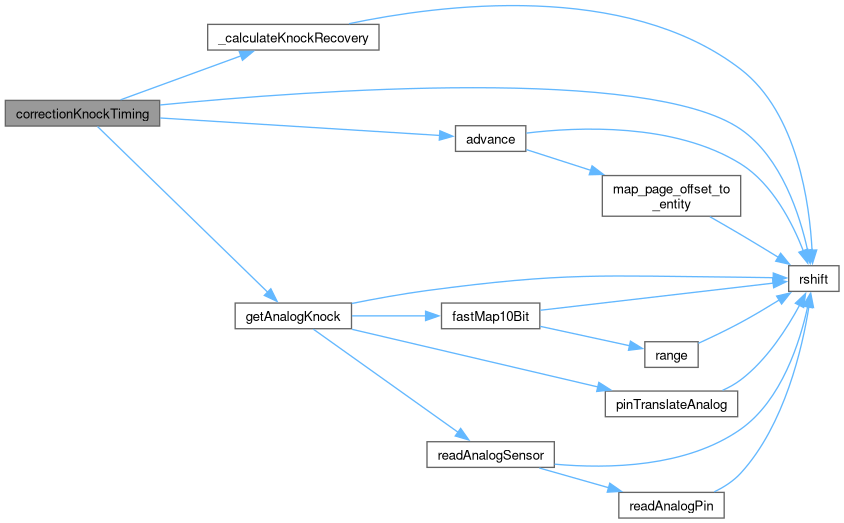 _calculateKnockRecovery
correctionKnockTiming
advance
map_page_offset_to
_entity
rshift
getAnalogKnock
fastMap10Bit
range
pinTranslateAnalog
readAnalogSensor
readAnalogPin